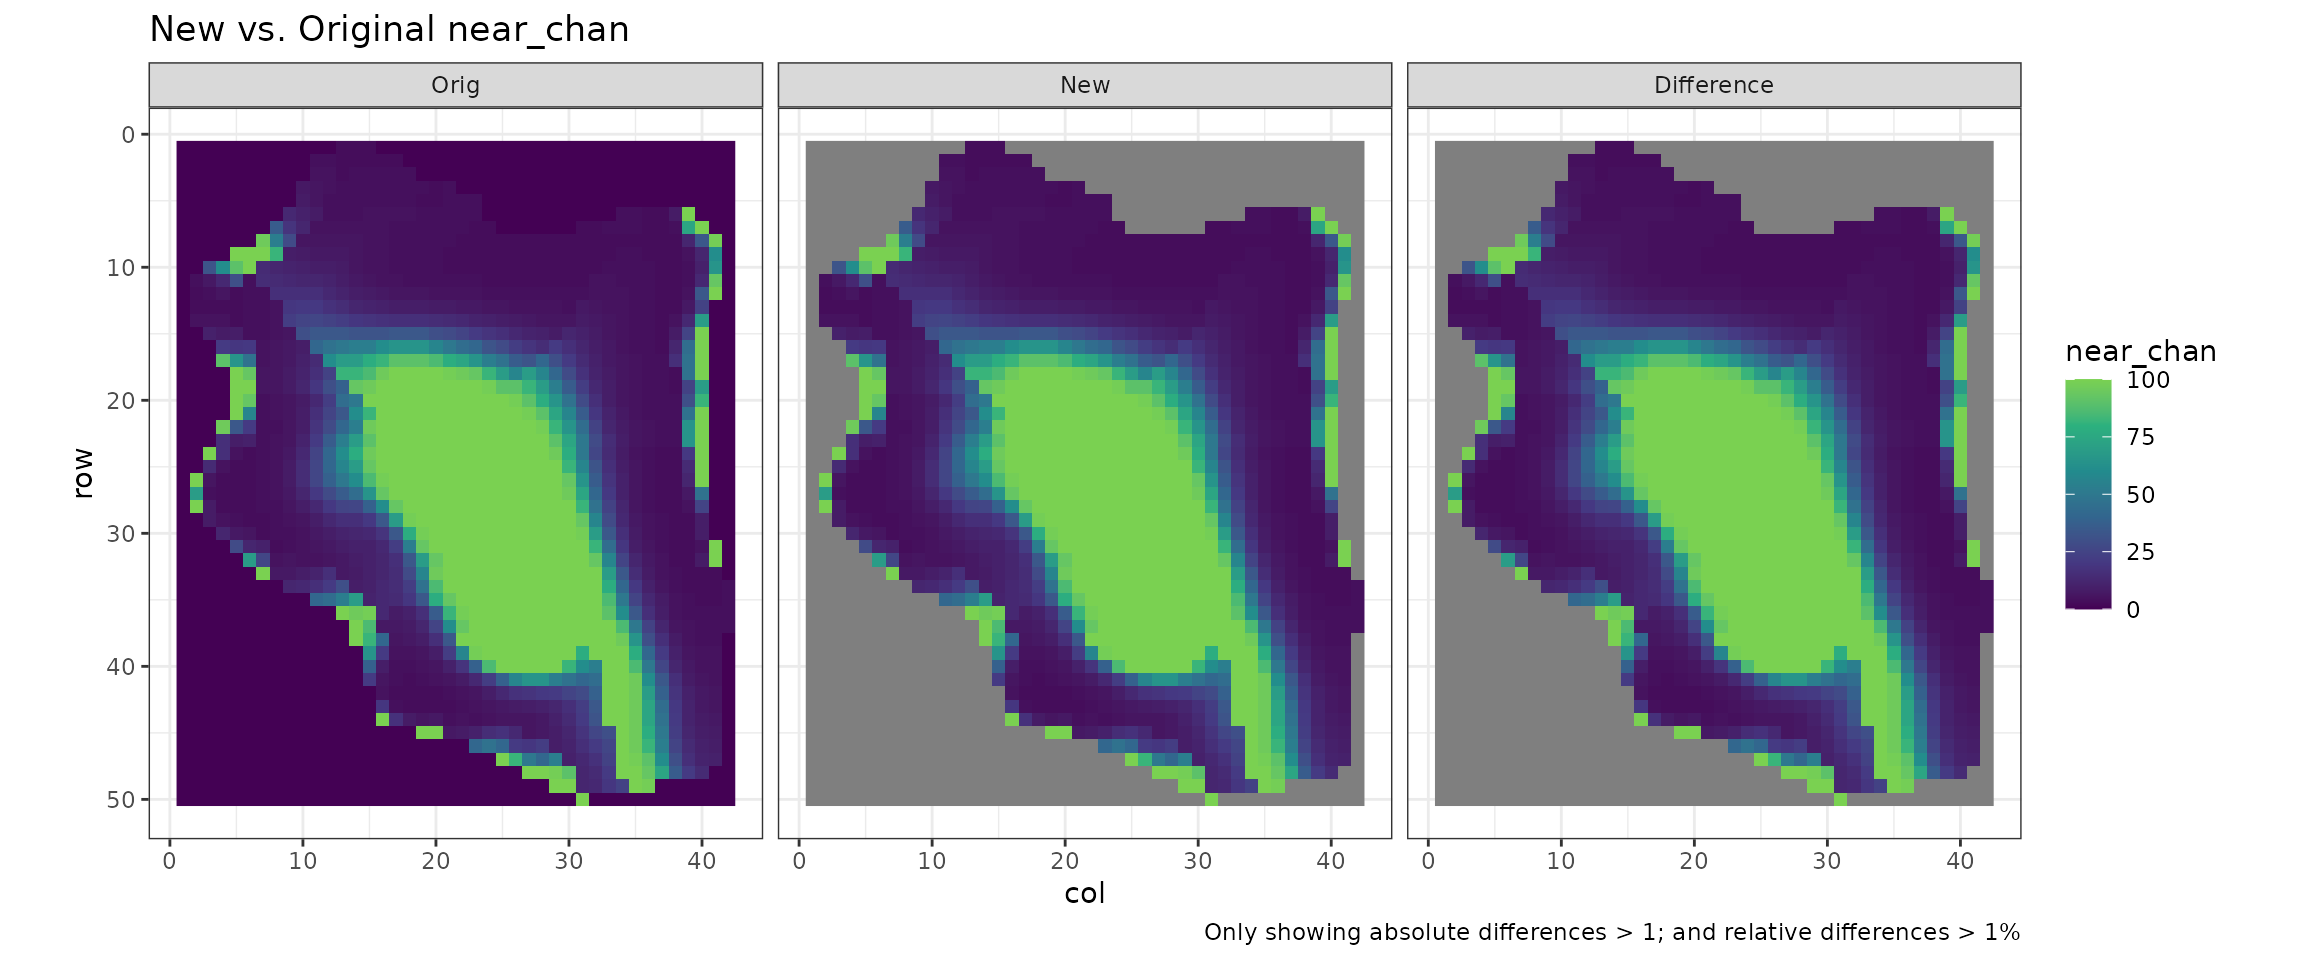 New vs. Original near_chan
Orig New Difference
0
10
20
30
40
50
row
0 10 20 30 40 0 10 20 30 40 0 10 20 30 40
col
near_chan
100
75
50
25
0
Only showing absolute differences > 1; and relative differences > 1%